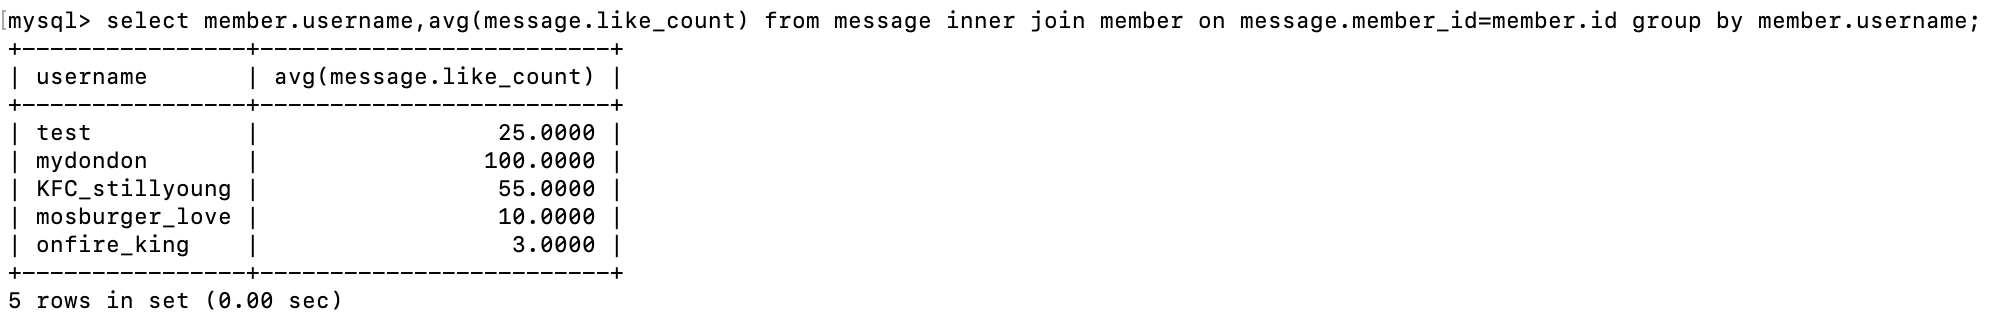 mysql> select member.username,avg(message.like_count) from message inner join member on message.member_id=member.id group by member.username;
+----------------+-------------------------+
| username       | avg(message.like_count) |
+----------------+-------------------------+
| test           |                 25.0000 |
| mydondon       |                100.0000 |
| KFC_stillyoung |                 55.0000 |
| mosburger_love |                 10.0000 |
| onfire_king    |                  3.0000 |
+----------------+-------------------------+
5 rows in set (0.00 sec)